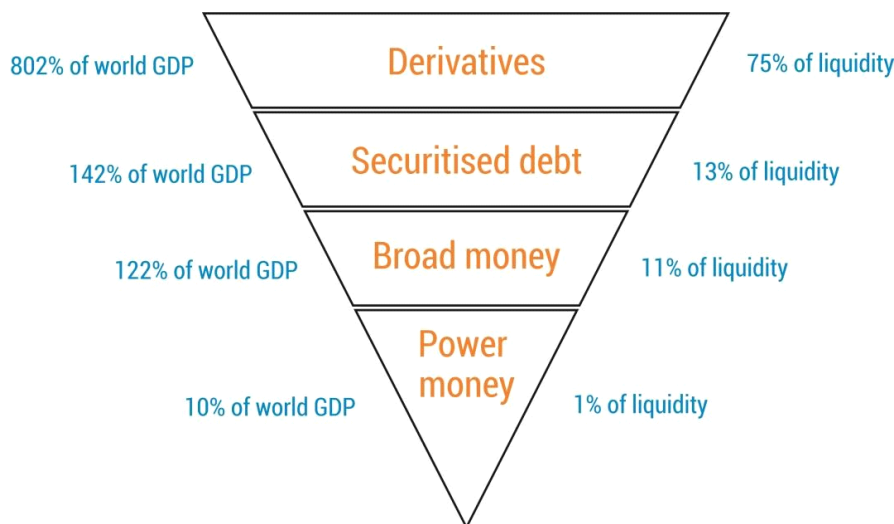 802% of world GDP
Derivatives
75% of liquidity
142% of world GDP
Securitised debt
13% of liquidity
122% of world GDP
Broad money
11% of liquidity
Power
money
10% of world GDP
1% of liquidity